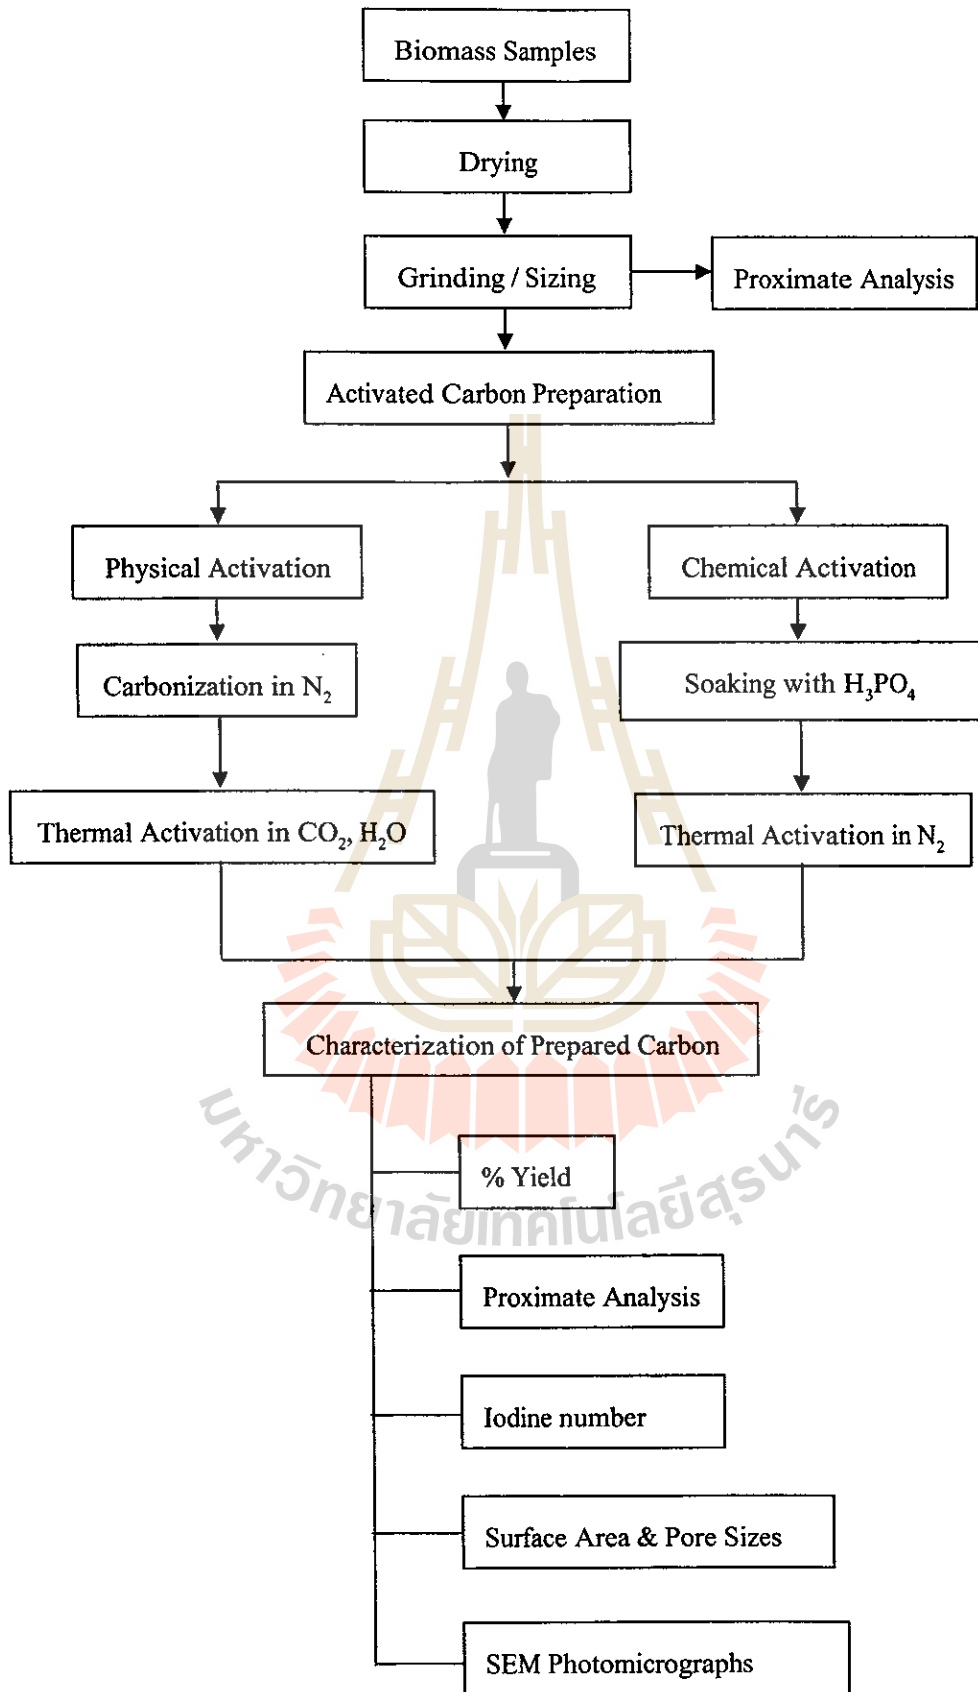 Biomass Samples
Drying
Grinding / Sizing
Proximate Analysis
Activated Carbon Preparation
Physical Activation
Chemical Activation
Carbonization in N₂
Soaking with H₃PO₄
Thermal Activation in CO₂, H₂O
Thermal Activation in N₂
Characterization of Prepared Carbon
% Yield
มหาวิทยาลัยเทคโนโลยีสุรนารี
Proximate Analysis
Iodine number
Surface Area & Pore Sizes
SEM Photomicrographs